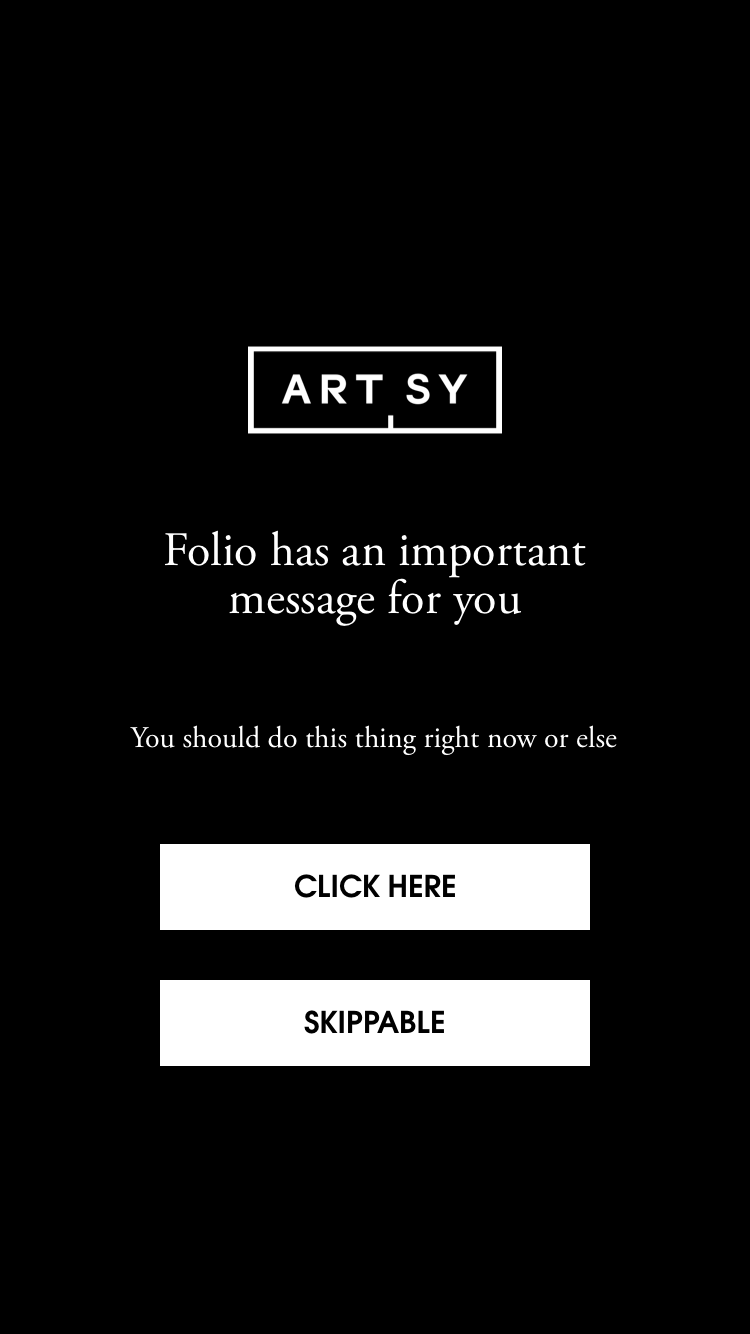 ARTSY
Folio has an important
message for you
You should do this thing right now or else
CLICK HERE
SKIPPABLE